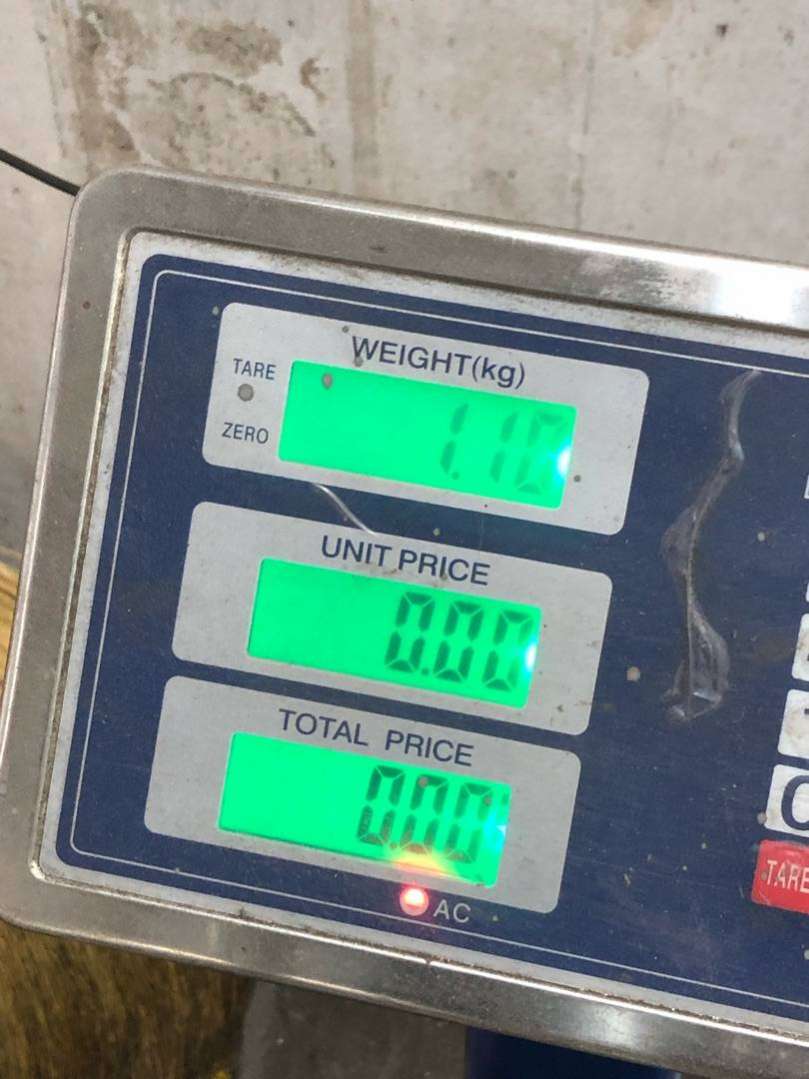 WEIGHT(kg)
TARE
1.10
ZERO
UNIT PRICE
0.00
TOTAL PRICE
0.00
AC
TARE